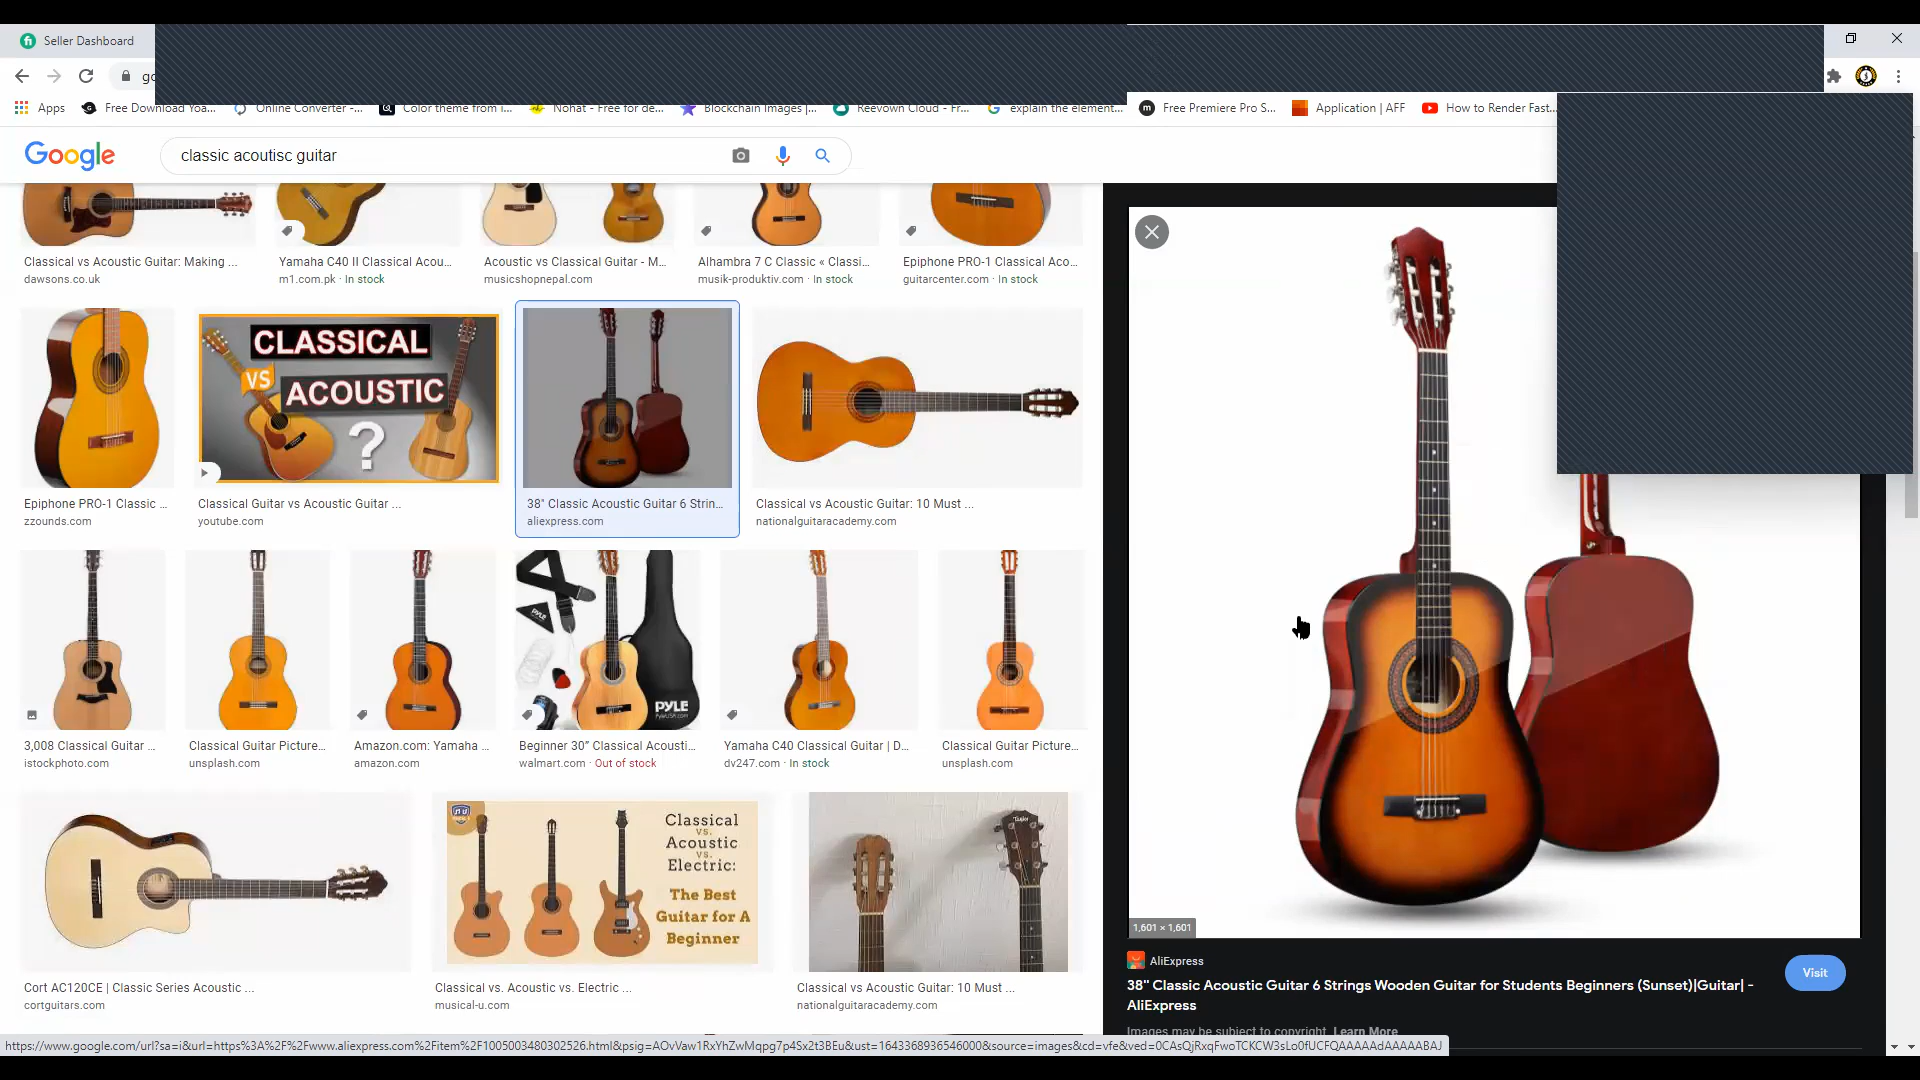 Seller Dashboard
Apps
Free Download Youa...
Online Converter -...
Color theme from i...
Nohat - Free for de...
Blockchain Images |...
Reevown Cloud - Fr...
explain the element...
Free Premiere Pro S...
Application | AFF
How to Render Fast...
Google
classic acoutisc guitar
Classical vs Acoustic Guitar: Making ...
dawsons.co.uk
Yamaha C40 II Classical Acou...
m1.com.pk · In stock
Acoustic vs Classical Guitar - M...
musicshopnepal.com
Alhambra 7 C Classic « Classi...
musik-produktiv.com · In stock
Epiphone PRO-1 Classical Aco...
guitarcenter.com · In stock
CLASSICAL
VS
ACOUSTIC
?
Epiphone PRO-1 Classic ...
zzounds.com
Classical Guitar vs Acoustic Guitar ...
youtube.com
38" Classic Acoustic Guitar 6 Strin...
aliexpress.com
Classical vs Acoustic Guitar: 10 Must ...
nationalguitaracademy.com
PYLE
PYLE
PyleUSA.com
3,008 Classical Guitar ...
istockphoto.com
Classical Guitar Picture...
unsplash.com
Amazon.com: Yamaha ...
amazon.com
Beginner 30” Classical Acousti...
walmart.com · Out of stock
Yamaha C40 Classical Guitar | D...
dv247.com · In stock
Classical Guitar Picture...
unsplash.com
Classical
vs.
Acoustic
vs.
Electric:
The Best
Guitar for A
Beginner
Taylor
Cort AC120CE | Classic Series Acoustic ...
cortguitars.com
Classical vs. Acoustic vs. Electric ...
musical-u.com
Classical vs Acoustic Guitar: 10 Must ...
nationalguitaracademy.com
1,601 × 1,601
AliExpress
38" Classic Acoustic Guitar 6 Strings Wooden Guitar for Students Beginners (Sunset)|Guitar| -
AliExpress
Visit
Images may be subject to copyright. Learn More
https://www.google.com/url?sa=i&url=https%3A%2F%2Fwww.aliexpress.com%2Fitem%2F1005003480302526.html&psig=AOvVaw1RxYhZwMqpg7p4Sx2t3BEu&ust=1643368936546000&source=images&cd=vfe&ved=0CAsQjRxqFwoTCKCW3sLo0fUCFQAAAAAdAAAAABAJ